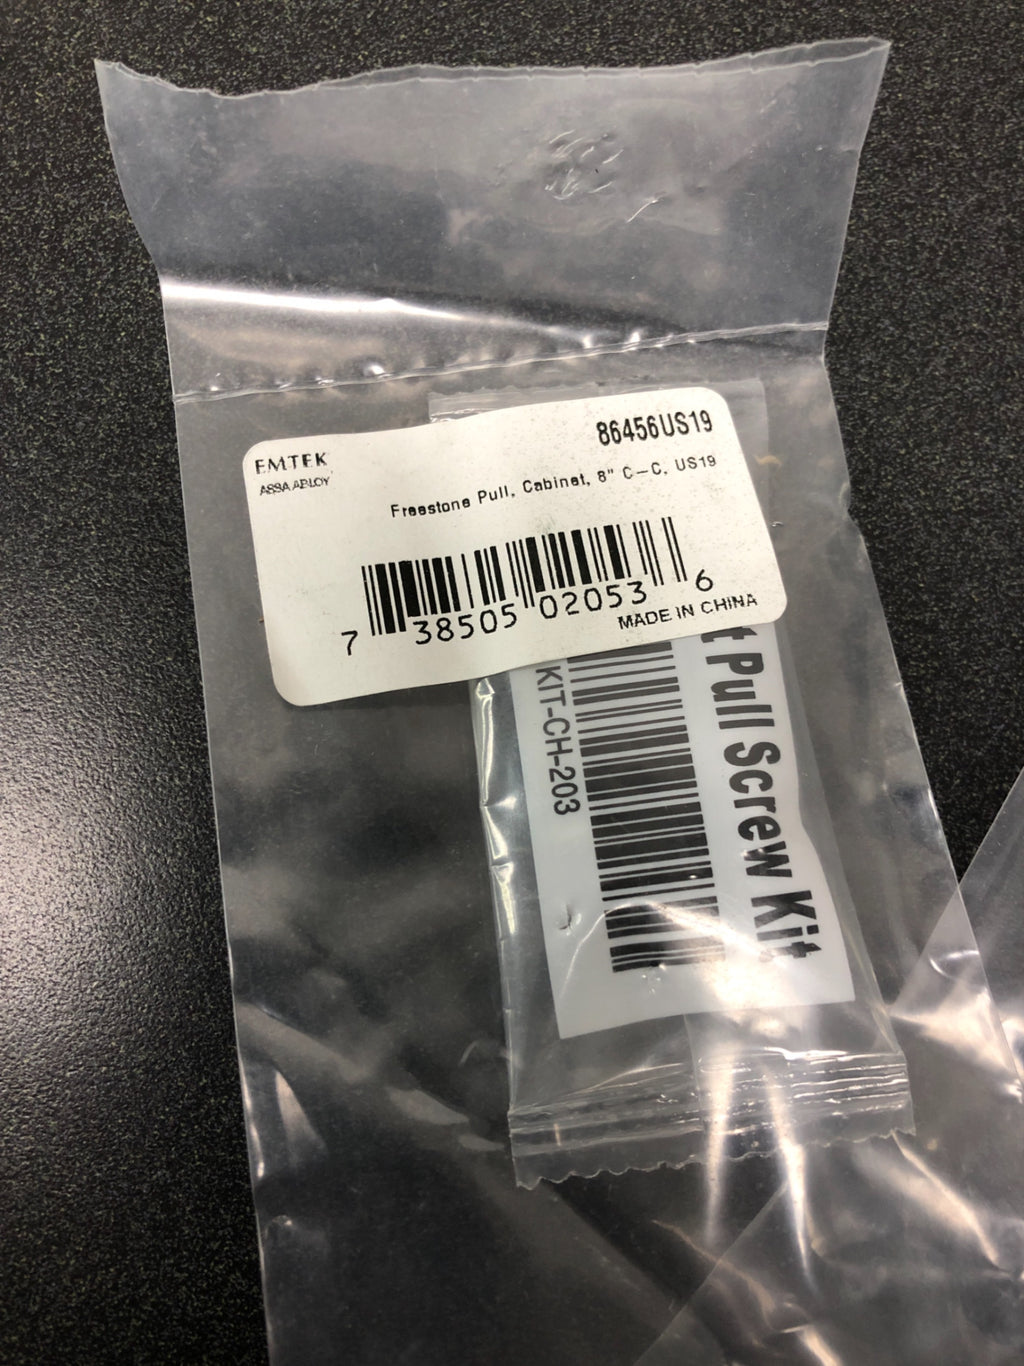 EMTEK
ASSA ABLOY
86456US19
Freestone Pull, Cabinet, 8" C-C, US19
7 38505 02053 6
MADE IN CHINA
Pull Screw Kit
KIT-CH-203